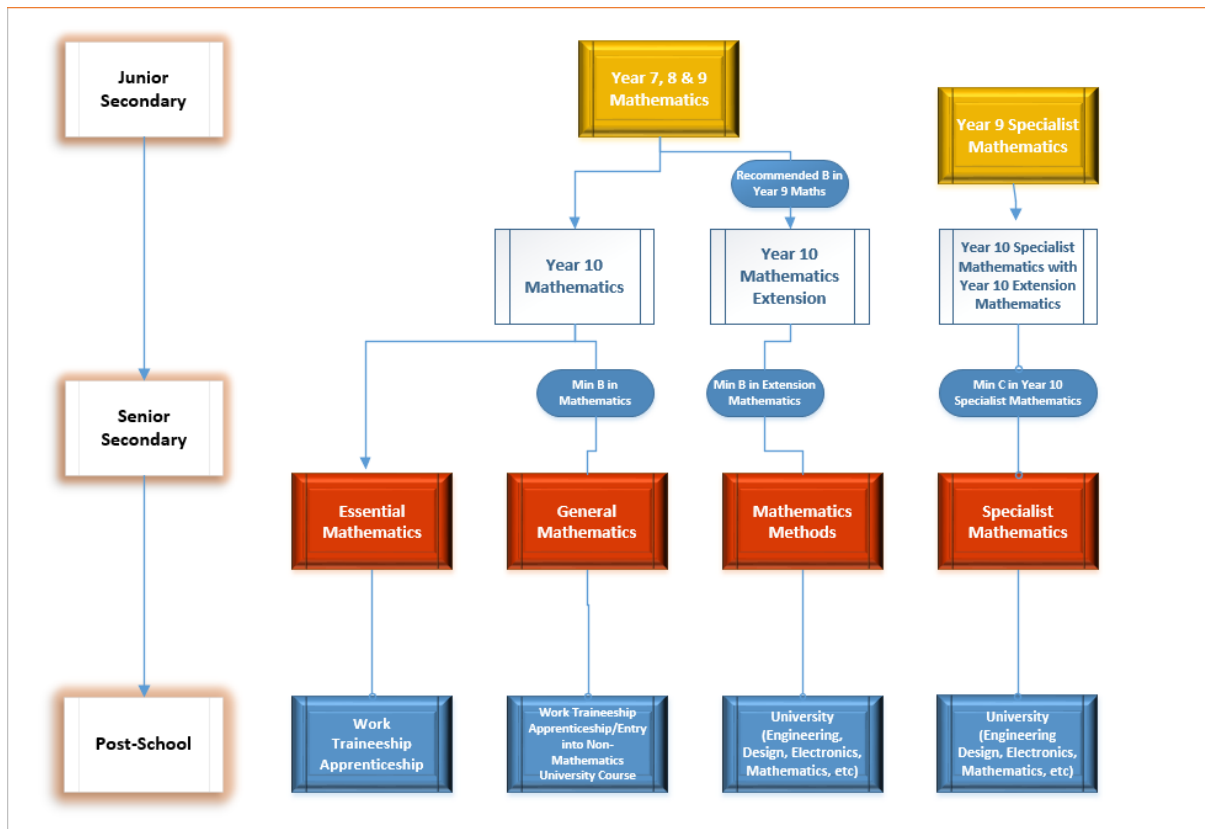 Junior
Secondary
Year 7, 8 & 9
Mathematics
Year 9 Specialist
Mathematics
Recommended B in
Year 9 Maths
Year 10
Mathematics
Year 10
Mathematics
Extension
Year 10 Specialist
Mathematics with
Year 10 Extension
Mathematics
Senior
Secondary
Min B in
Mathematics
Min B in Extension
Mathematics
Min C in Year 10
Specialist Mathematics
Essential
Mathematics
General
Mathematics
Mathematics
Methods
Specialist
Mathematics
Post-School
Work
Traineeship
Apprenticeship
Work Traineeship
Apprenticeship/Entry
into Non-
Mathematics
University Course
University
(Engineering,
Design, Electronics,
Mathematics, etc)
University
(Engineering
Design, Electronics,
Mathematics, etc)